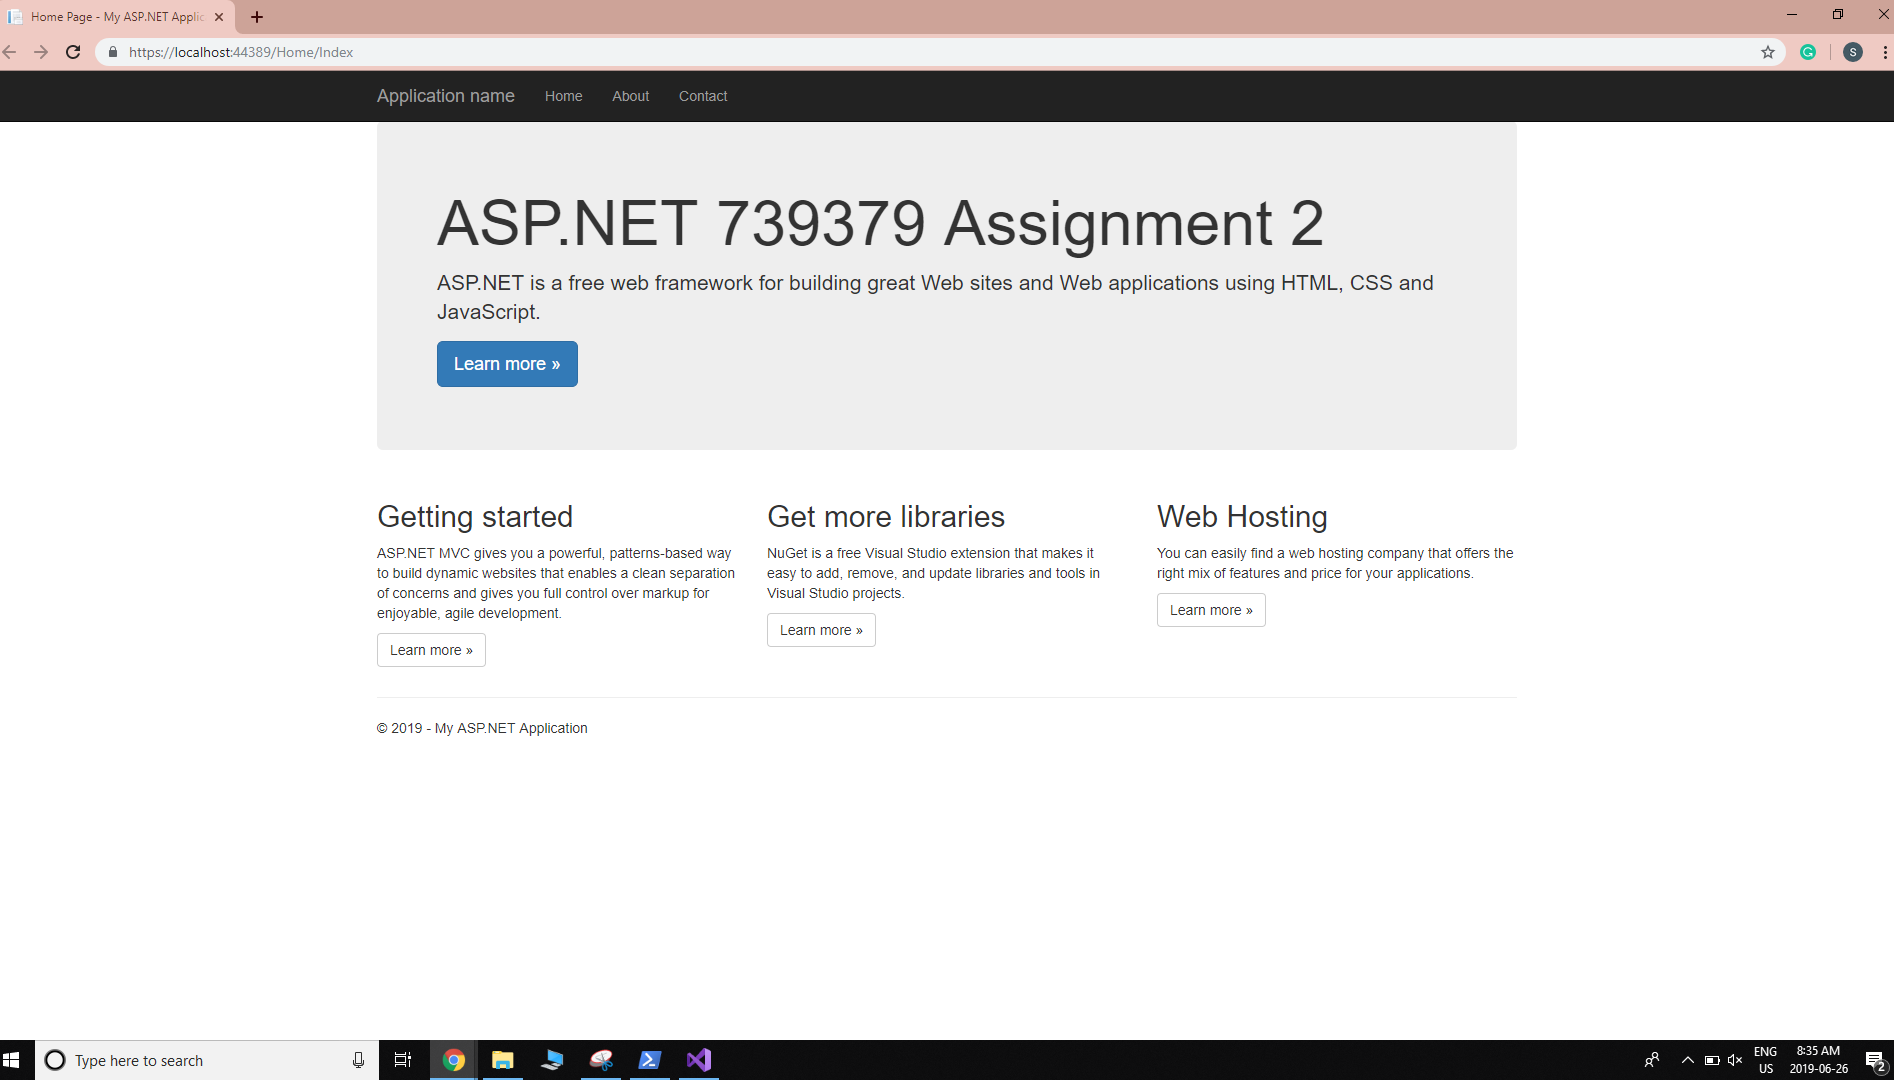 Home Page - My ASP.NET Applic
https://localhost:44389/Home/Index
S
Application name Home About Contact
ASP.NET 739379 Assignment 2
ASP.NET is a free web framework for building great Web sites and Web applications using HTML, CSS and
JavaScript.
Learn more »
Getting started
ASP.NET MVC gives you a powerful, patterns-based way
to build dynamic websites that enables a clean separation
of concerns and gives you full control over markup for
enjoyable, agile development.
Learn more »
Get more libraries
NuGet is a free Visual Studio extension that makes it
easy to add, remove, and update libraries and tools in
Visual Studio projects.
Learn more »
Web Hosting
You can easily find a web hosting company that offers the
right mix of features and price for your applications.
Learn more »
© 2019 - My ASP.NET Application
Type here to search
ENG
US
8:35 AM
2019-06-26
2